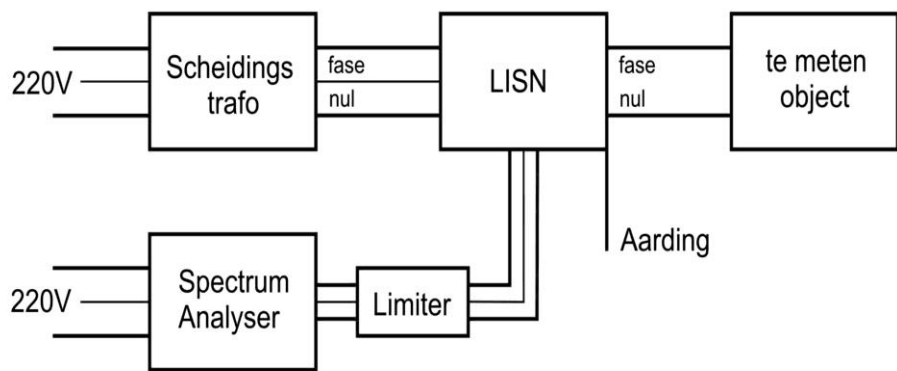 220V
Scheidings
trafo
fase
nul
LISN
fase
nul
te meten
object
Aarding
220V
Spectrum
Analyser
Limiter